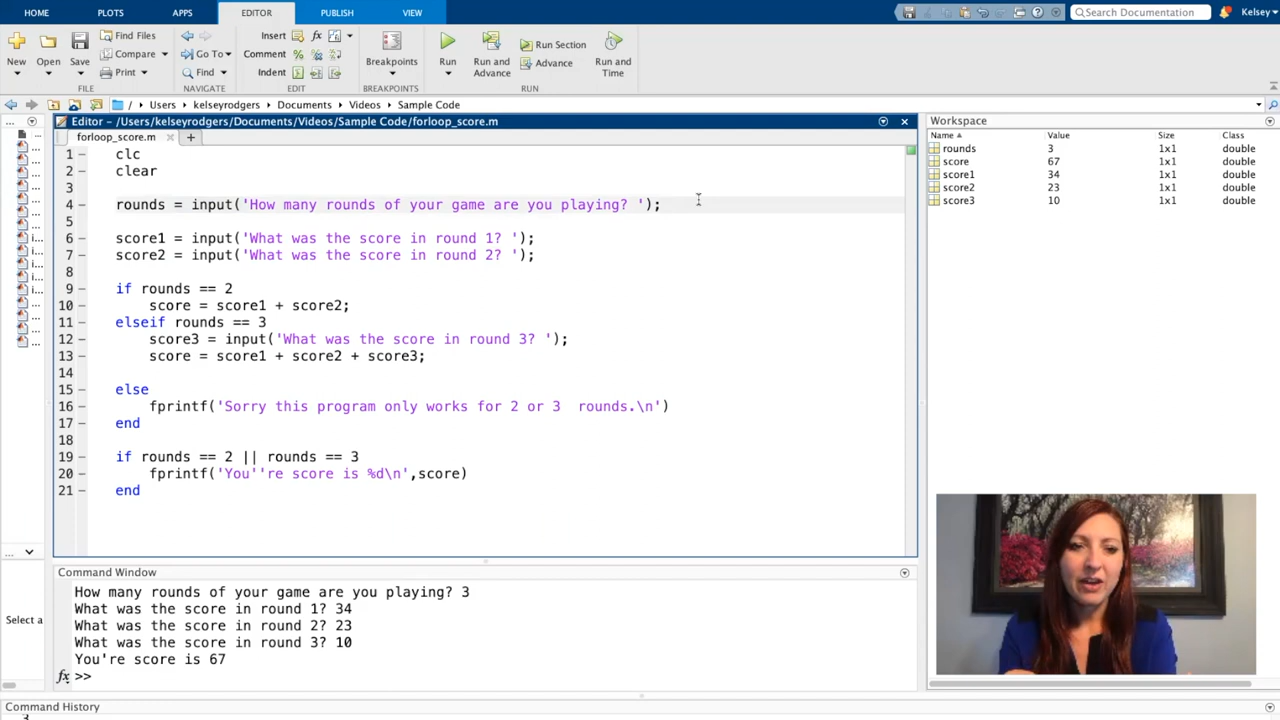 HOME PLOTS APPS EDITOR PUBLISH VIEW Search Documentation Kelsey
New Open Save Find Files Compare Print FILE
Go To Find NAVIGATE
Insert fx Comment % Indent EDIT
Breakpoints BREAKPOINTS
Run Run and Advance Run Section Advance Run and Time RUN
/ Users kelseyrodgers Documents Videos Sample Code
Editor - /Users/kelseyrodgers/Documents/Videos/Sample Code/forloop_score.m
forloop_score.m × +
1 clc
2 clear
3
4 rounds = input('How many rounds of your game are you playing? ');
5
6 score1 = input('What was the score in round 1? ');
7 score2 = input('What was the score in round 2? ');
8
9 if rounds == 2
10 score = score1 + score2;
11 elseif rounds == 3
12 score3 = input('What was the score in round 3? ');
13 score = score1 + score2 + score3;
14
15 else
16 fprintf('Sorry this program only works for 2 or 3  rounds.\n')
17 end
18
19 if rounds == 2 || rounds == 3
20 fprintf('You''re score is %d\n',score)
21 end
Workspace
Name Value Size Class
rounds 3 1x1 double
score 67 1x1 double
score1 34 1x1 double
score2 23 1x1 double
score3 10 1x1 double
Select a
Command Window
How many rounds of your game are you playing? 3
What was the score in round 1? 34
What was the score in round 2? 23
What was the score in round 3? 10
You're score is 67
fx >>
Command History